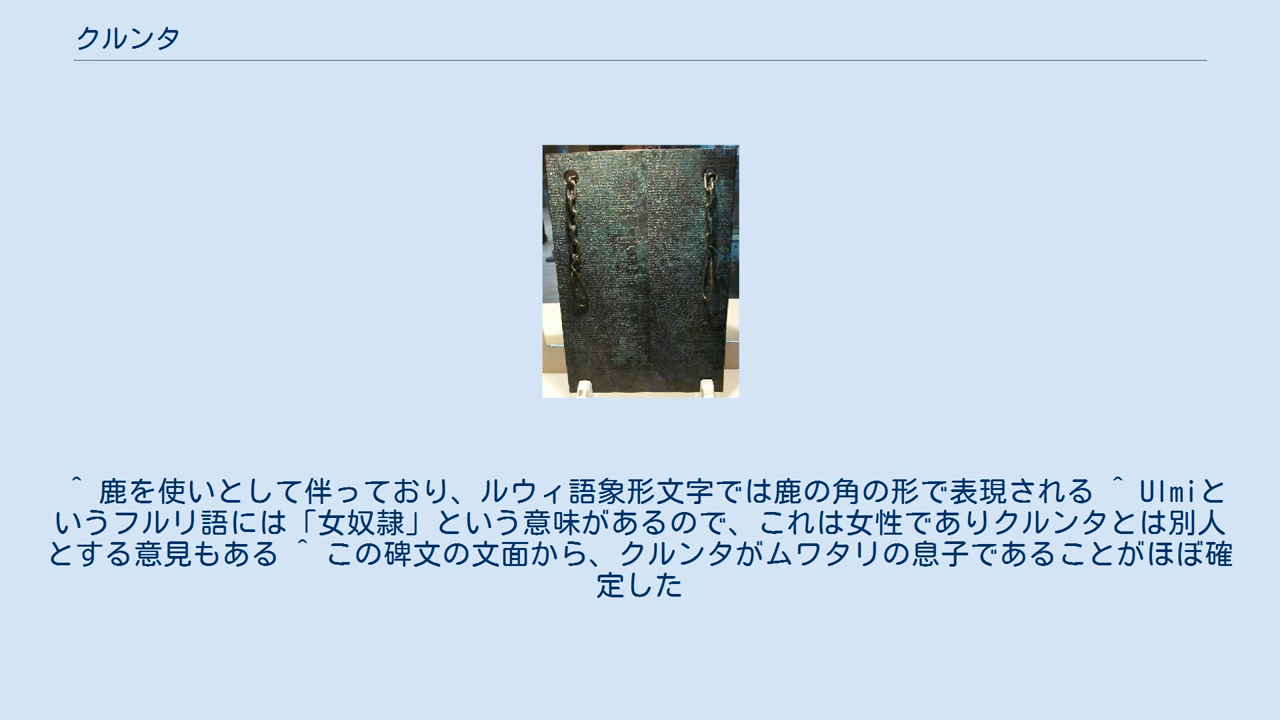 クルンタ
^ 鹿を使いとして伴っており、ルウィ語象形文字では鹿の角の形で表現される ^ Ulmiと
いうフルリ語には「女奴隷」という意味があるので、これは女性でありクルンタとは別人
とする意見もある ^ この碑文の文面から、クルンタがムワタリの息子であることがほぼ確
定した